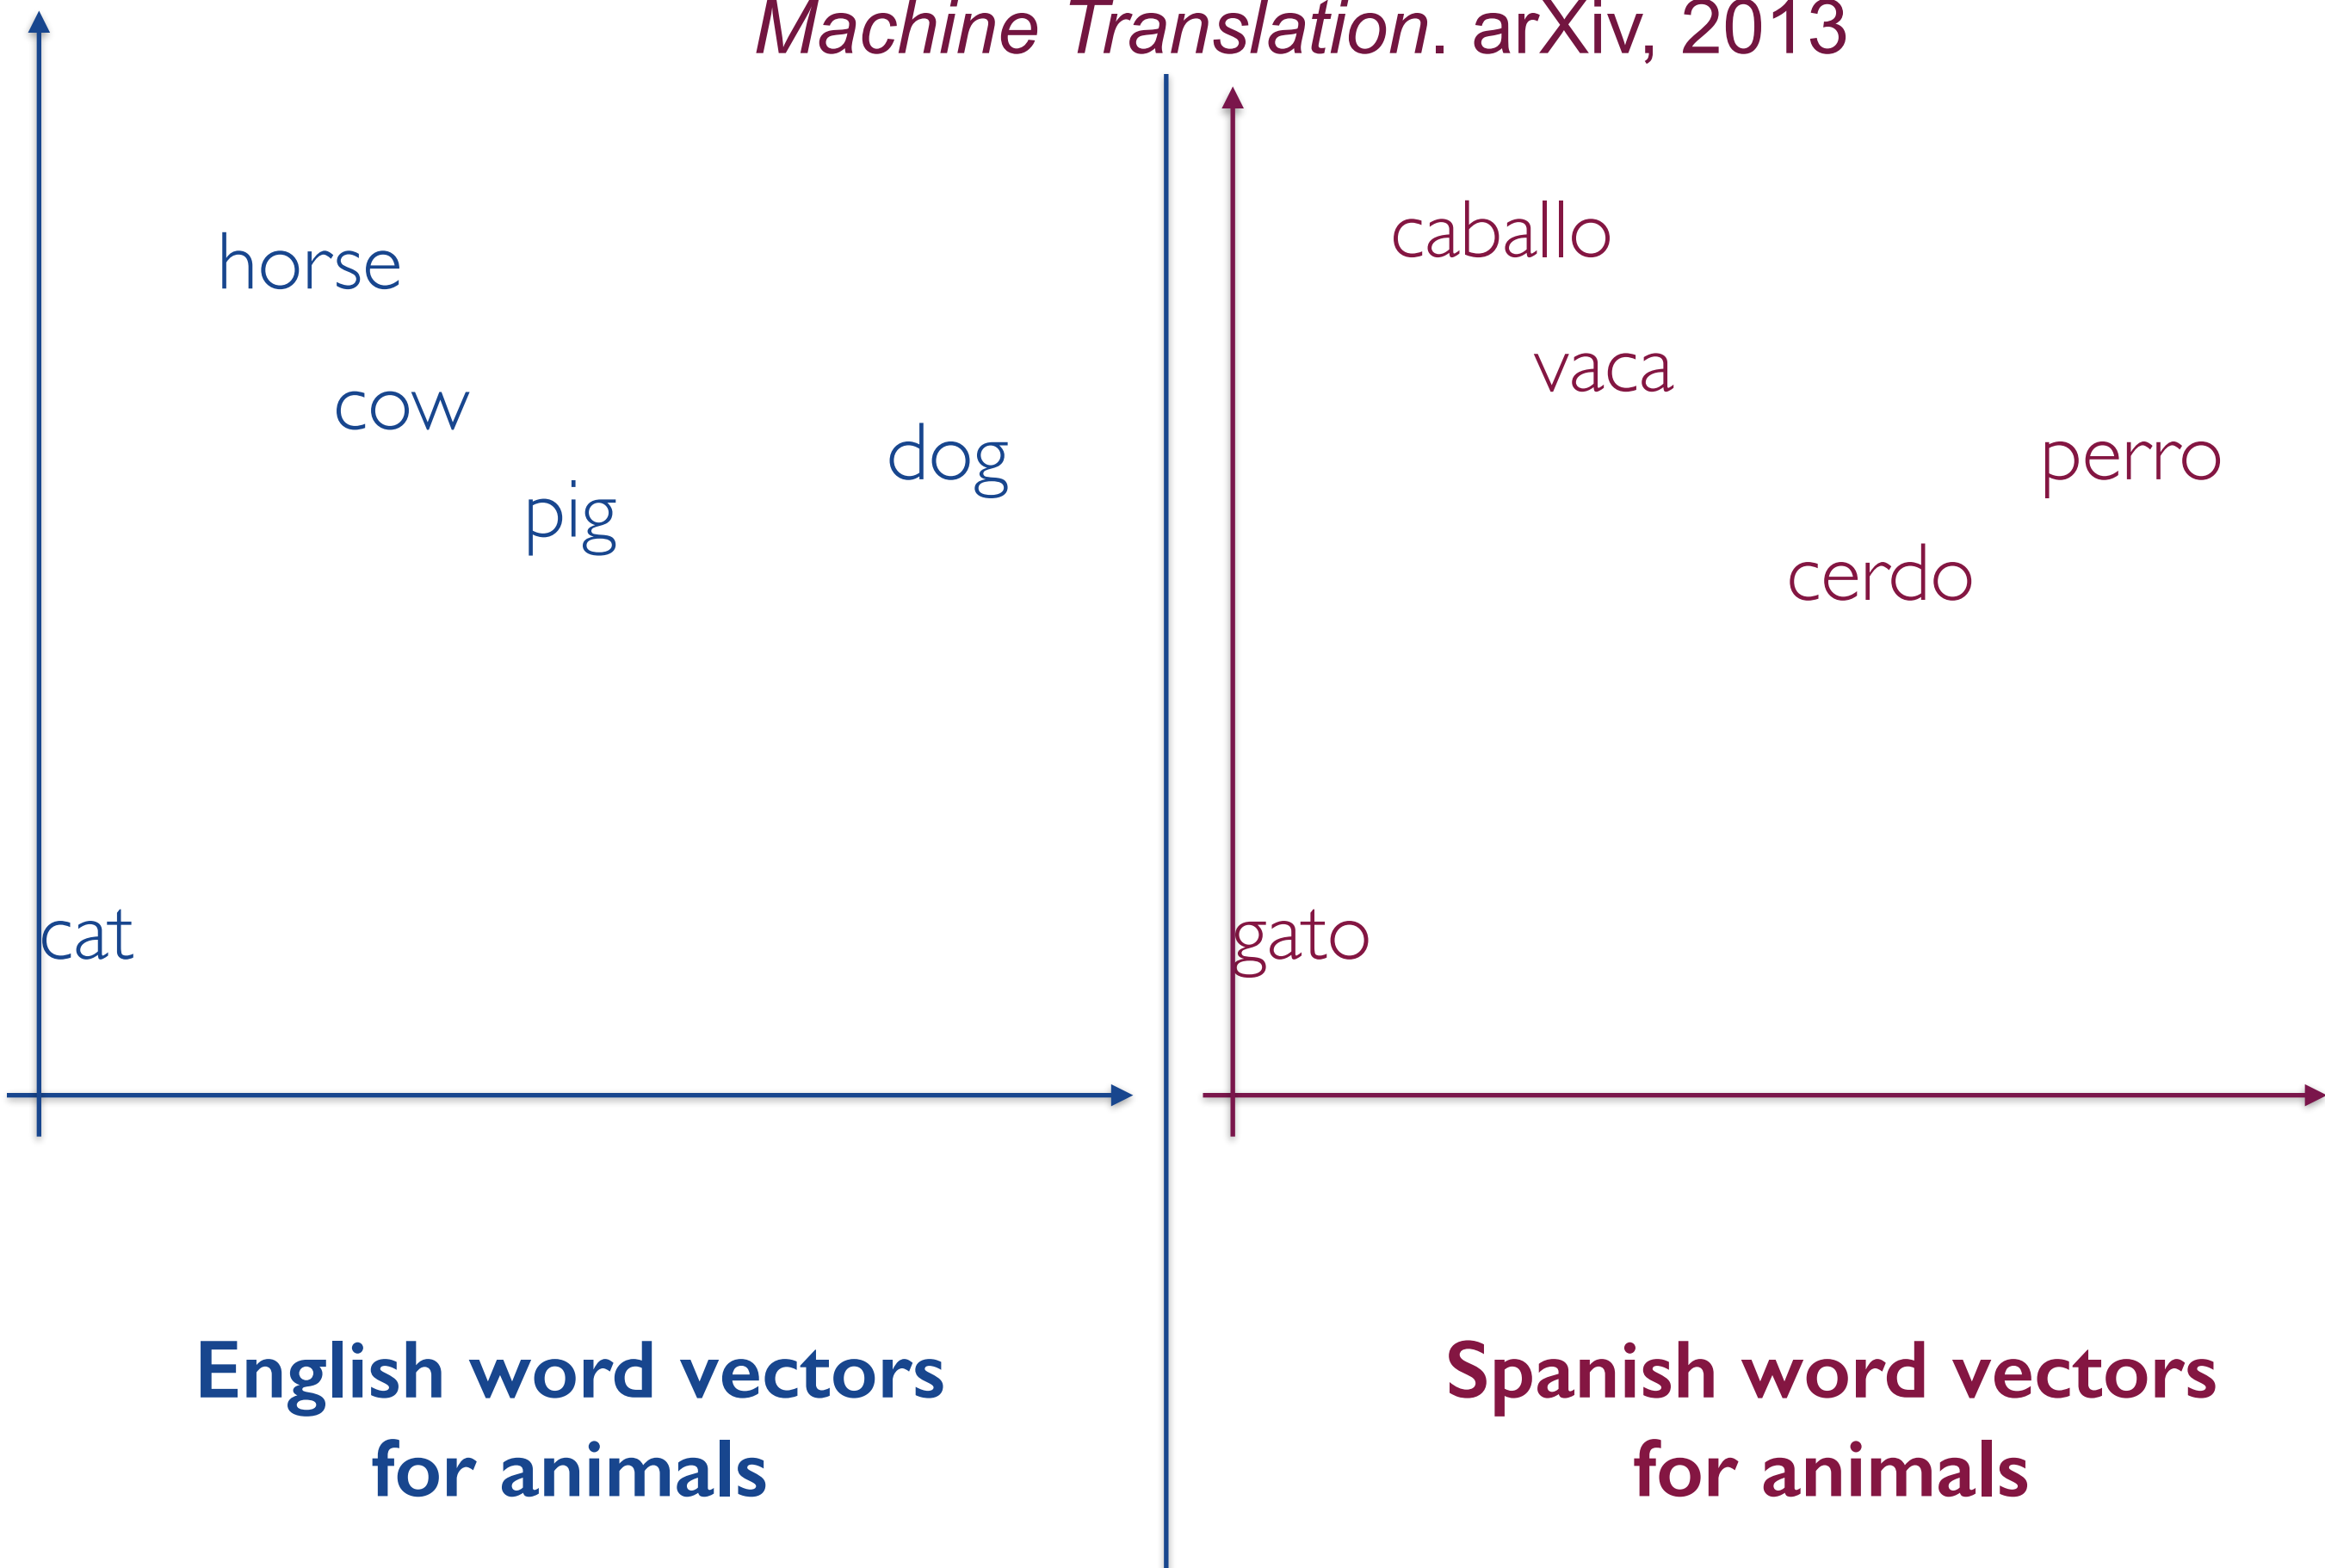 Machine Translation. arXiv, 2013
horse
cow
pig
dog
cat
English word vectors
for animals
caballo
vaca
perro
cerdo
gato
Spanish word vectors
for animals